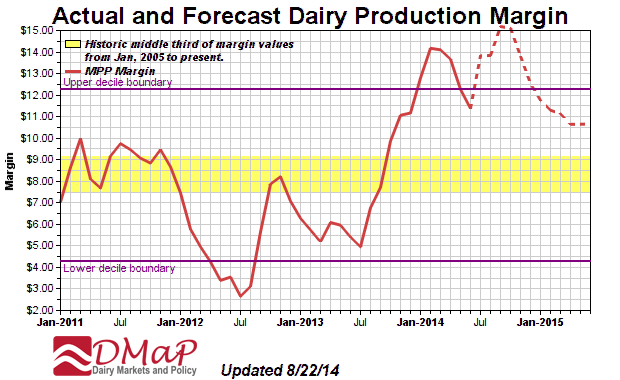 Actual and Forecast Dairy Production Margin
$15.00
$14.00
$13.00
$12.00
$11.00
$10.00
$9.00
$8.00
$7.00
$6.00
$5.00
$4.00
$3.00
$2.00
Margin
Historic middle third of margin values
from Jan, 2005 to present.
MPP Margin
Upper decile boundary
Lower decile boundary
Jan-2011 Jul Jan-2012 Jul Jan-2013 Jul Jan-2014 Jul Jan-2015
DMaP
Dairy Markets and Policy
Updated 8/22/14